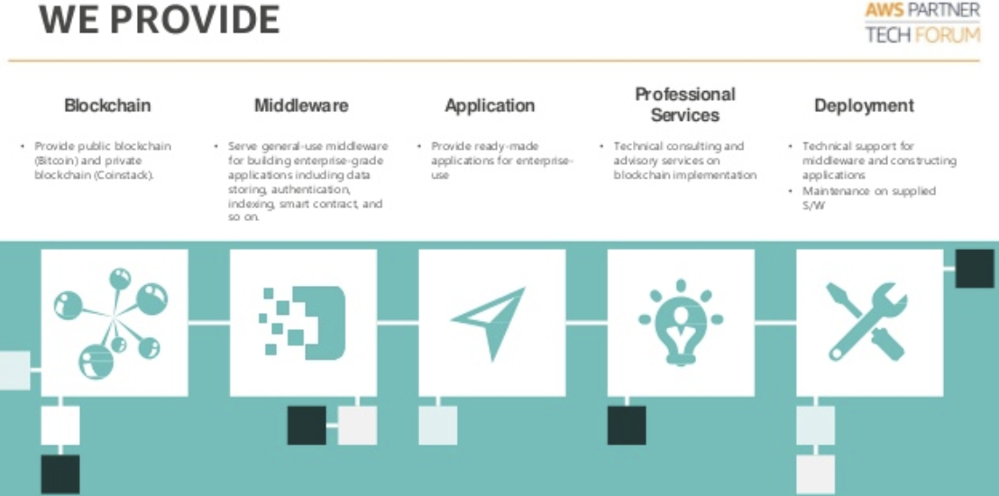 WE PROVIDE
AWS PARTNER
TECH FORUM
Blockchain
• Provide public blockchain
(Bitcoin) and private
blockchain (Coinstack).
Middleware
• Serve general-use middleware
for building enterprise-grade
applications including data
storing, authentication,
indexing, smart contract, and
so on.
Application
• Provide ready-made
applications for enterprise-
use
Professional
Services
• Technical consulting and
advisory services on
blockchain implementation
Deployment
• Technical support for
middleware and constructing
applications
• Maintenance on supplied
S/W